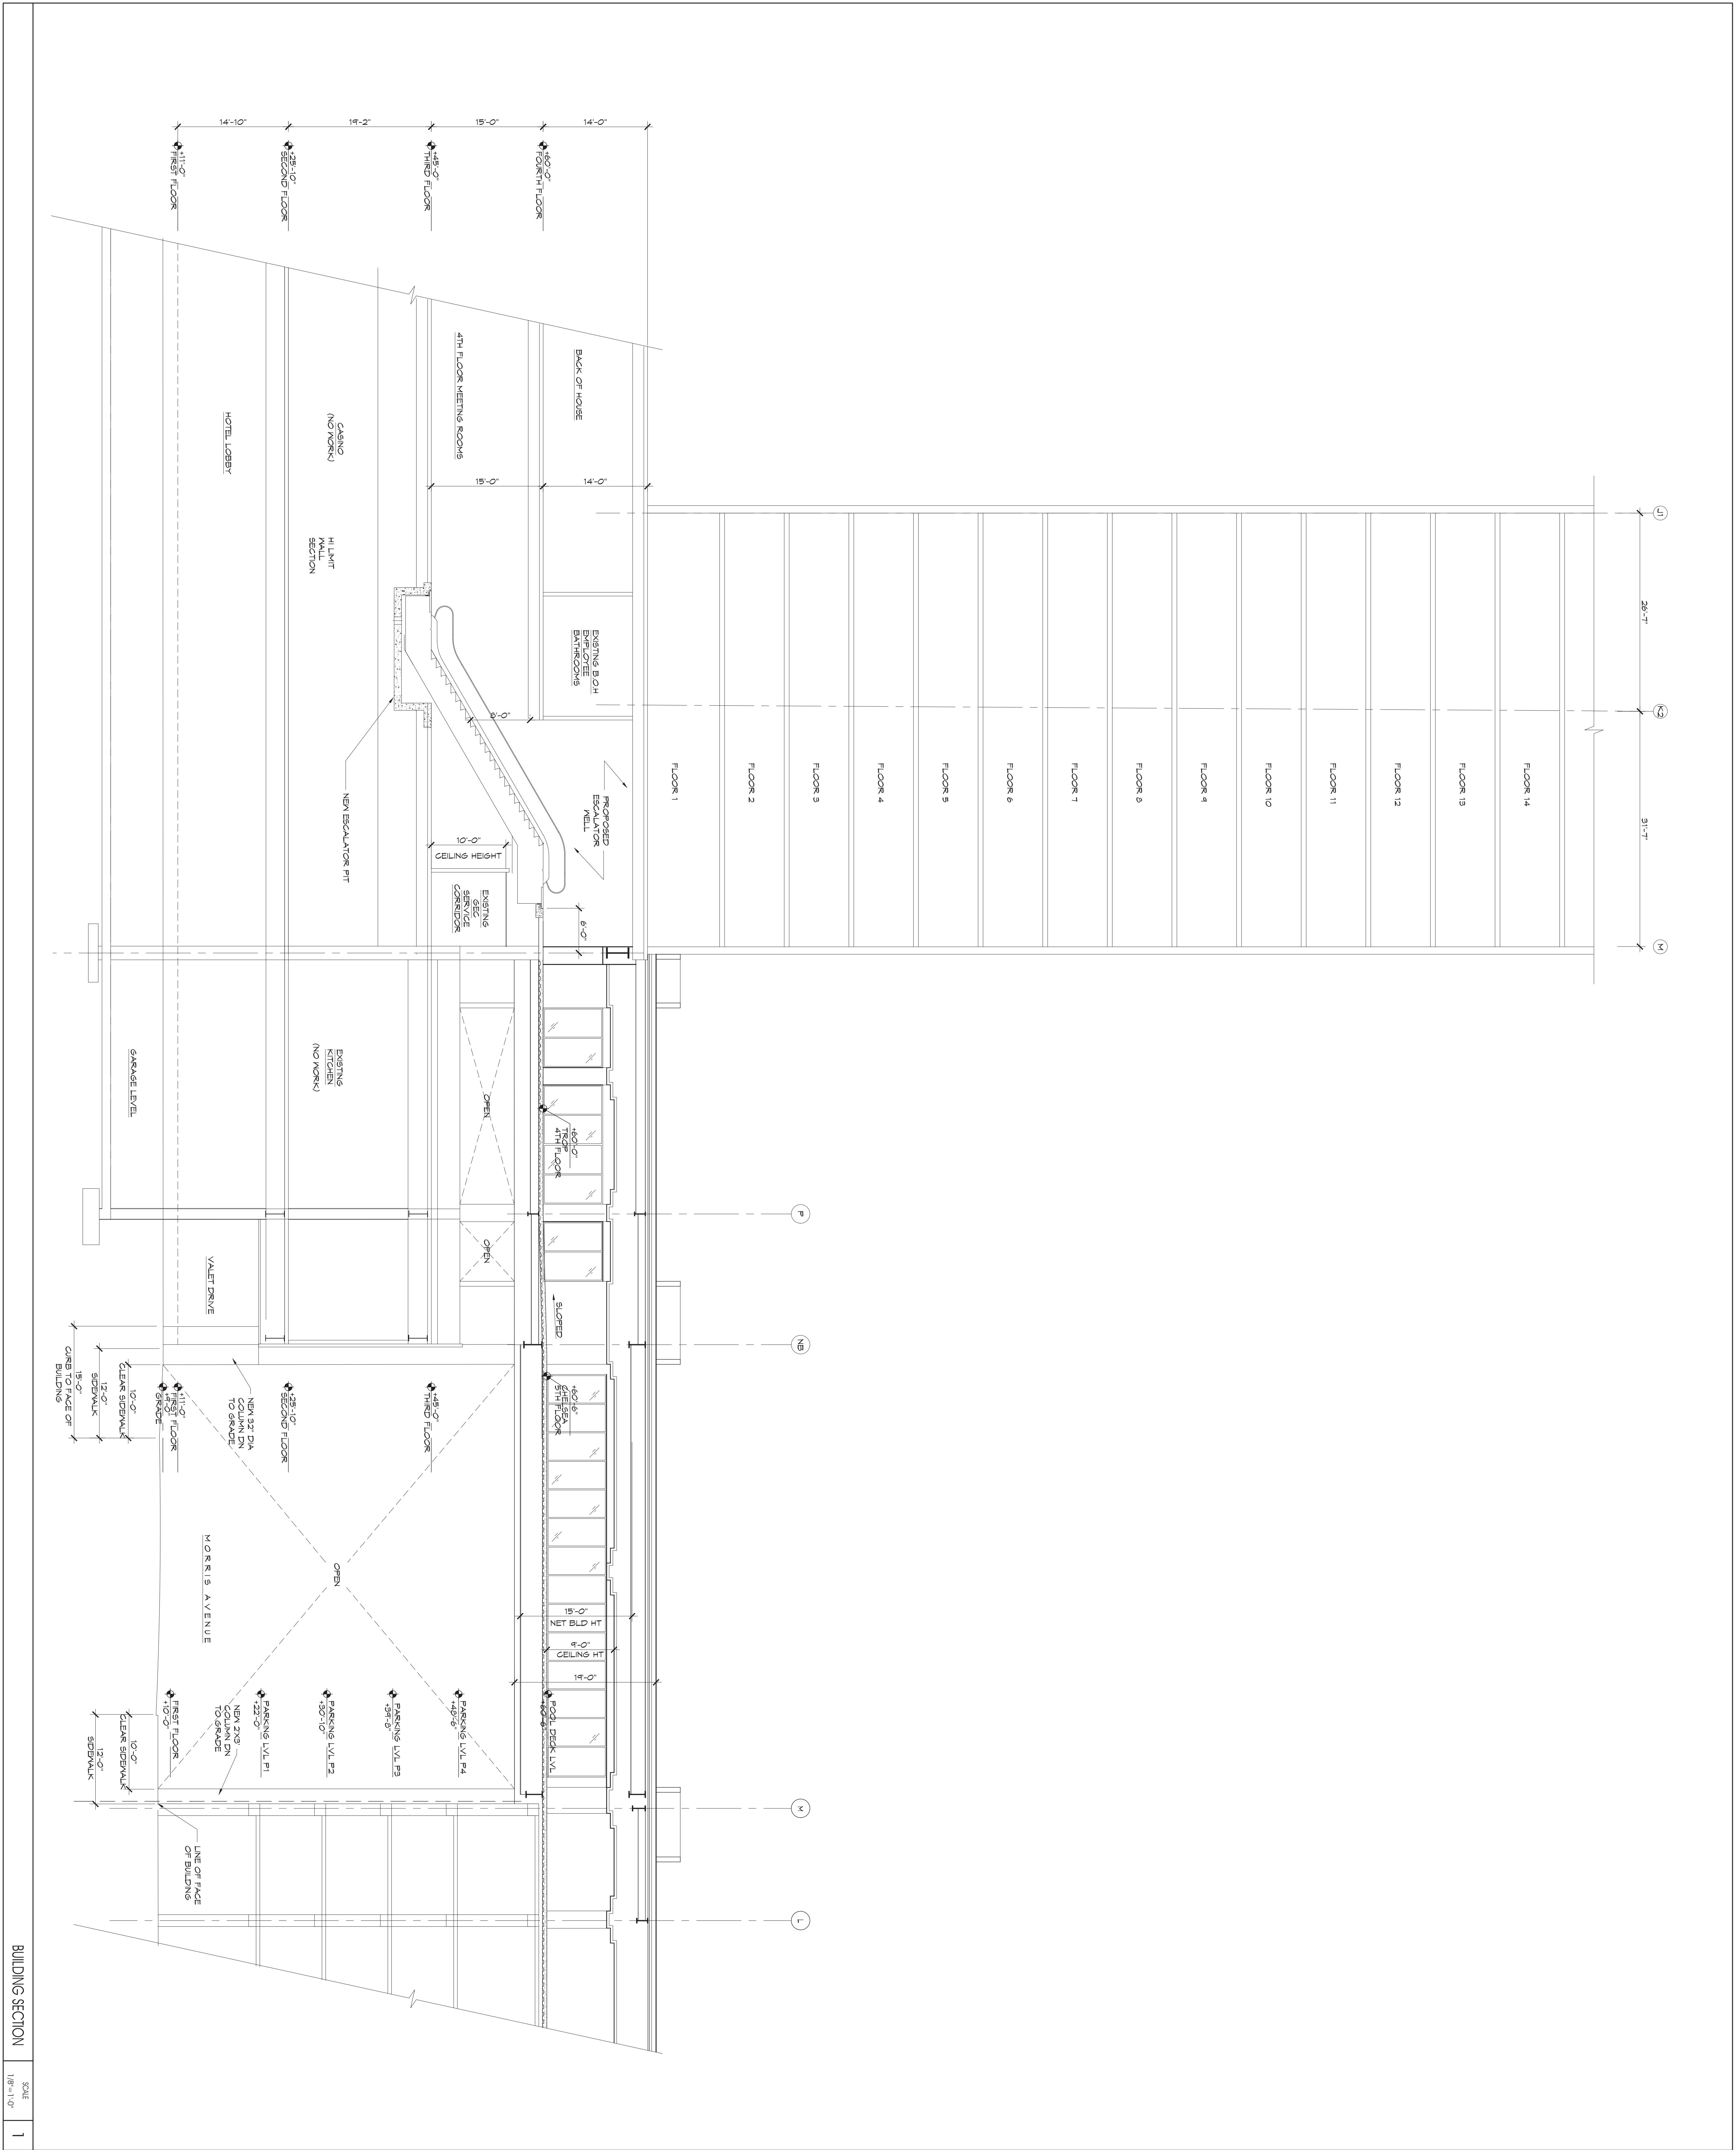 J1
K2
M
26'-7"
31'-7"
FLOOR 14
FLOOR 13
FLOOR 12
FLOOR 11
FLOOR 10
FLOOR 9
FLOOR 8
FLOOR 7
FLOOR 6
FLOOR 5
FLOOR 4
FLOOR 3
FLOOR 2
FLOOR 1
P
NB
M
L
14'-0"
15'-0"
19'-2"
14'-10"
+60'-0"
FOURTH FLOOR
+45'-0"
THIRD FLOOR
+25'-10"
SECOND FLOOR
+11'-0"
FIRST FLOOR
BACK OF HOUSE
4TH FLOOR MEETING ROOMS
14'-0"
15'-0"
CASINO
(NO WORK)
HI LIMIT
WALL
SECTION
HOTEL LOBBY
EXISTING B.O.H
EMPLOYEE
BATHROOMS
PROPOSED
ESCALATOR
WELL
NEW ESCALATOR PIT
10'-0"
CEILING HEIGHT
EXISTING
GEC
SERVICE
CORRIDOR
6'-0"
EXISTING
KITCHEN
(NO WORK)
GARAGE LEVEL
OPEN
OPEN
+60'-0"
TROP
4TH FLOOR
SLOPED
VALET DRIVE
+60'-6"
CHELSEA
5TH FLOOR
+45'-0"
THIRD FLOOR
+25'-10"
SECOND FLOOR
+11'-0"
FIRST FLOOR
+9'-0"
GRADE
NEW 32" DIA
COLUMN DN
TO GRADE
10'-0"
CLEAR SIDEWALK
12'-0"
SIDEWALK
15'-0"
CURB TO FACE OF
BUILDING
OPEN
MORRIS AVENUE
15'-0"
NET BLD HT
9'-0"
CEILING HT
19'-0"
POOL DECK LVL
+60'-6"
PARKING LVL P4
+48'-6"
PARKING LVL P3
+39'-8"
PARKING LVL P2
+30'-10"
PARKING LVL P1
+22'-0"
FIRST FLOOR
+10'-0"
NEW 2'X3'
COLUMN DN
TO GRADE
10'-0"
CLEAR SIDEWALK
12'-0"
SIDEWALK
LINE OF FACE
OF BUILDING
BUILDING SECTION
SCALE
1/8"=1'-0"
1